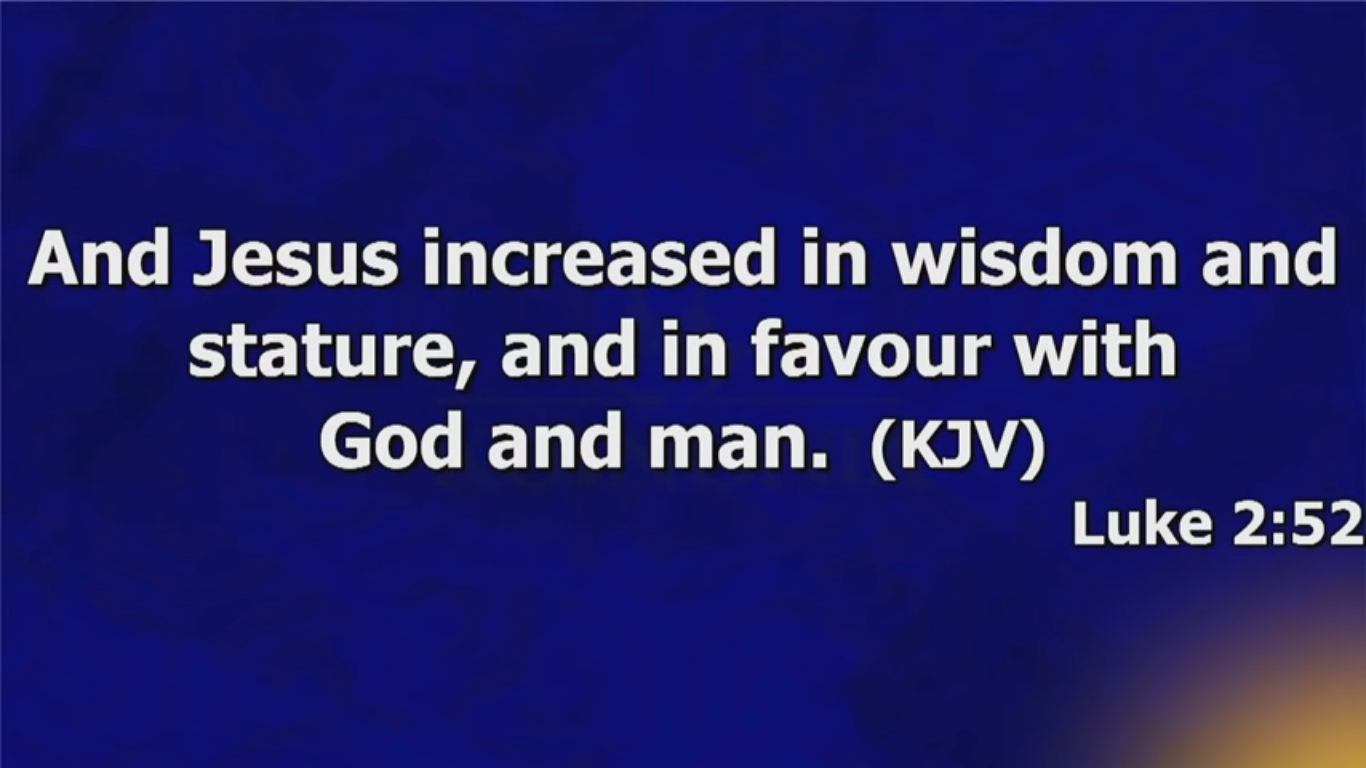 And Jesus increased in wisdom and
stature, and in favour with
God and man. (KJV)
Luke 2:52